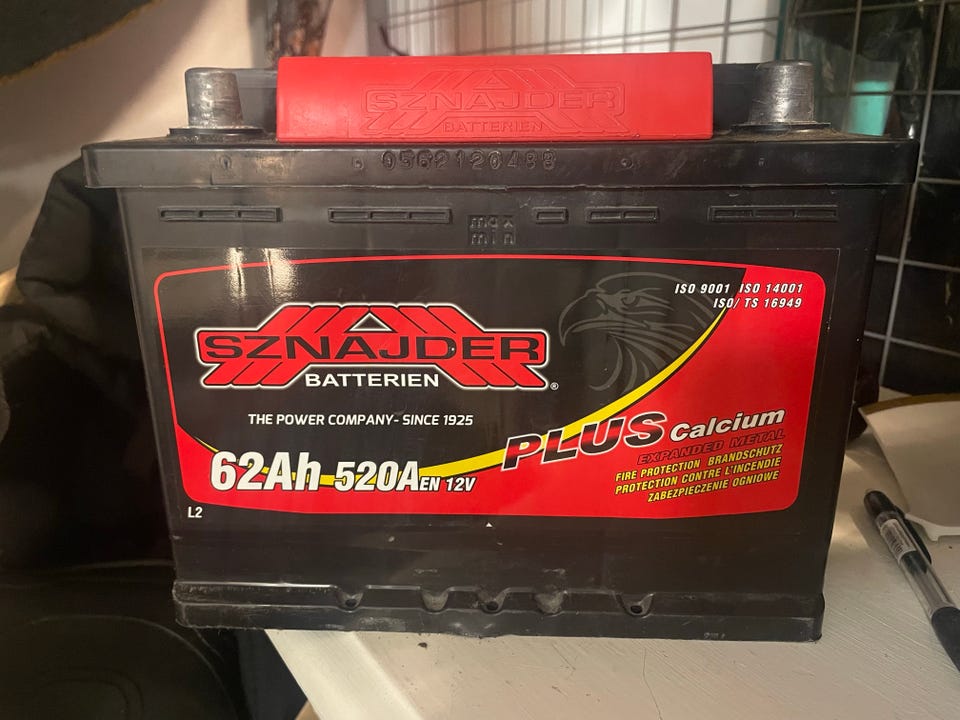 SZNAJDER
BATTERIEN
0562120488
max
min
ISO 9001 ISO 14001
ISO/ TS 16949
SZNAJDER
BATTERIEN ®
THE POWER COMPANY- SINCE 1925
PLUS Calcium
EXPANDED METAL
FIRE PROTECTION BRANDSCHUTZ
PROTECTION CONTRE L'INCENDIE
ZABEZPIECZENIE OGNIOWE
62Ah 520A EN 12V
L2